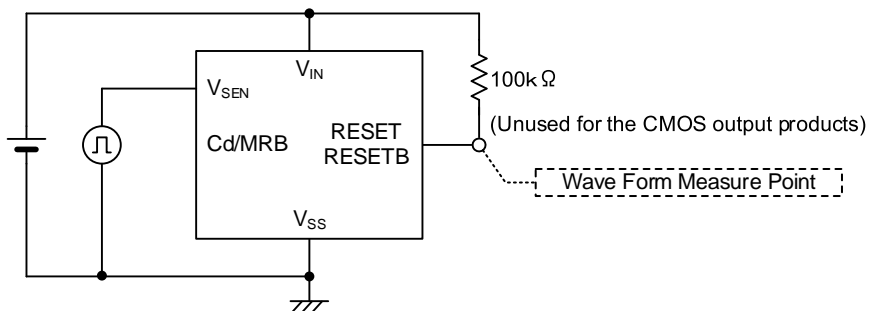 V_IN
V_SEN
100kΩ
(Unused for the CMOS output products)
Cd/MRB
RESET
RESETB
Wave Form Measure Point
V_SS